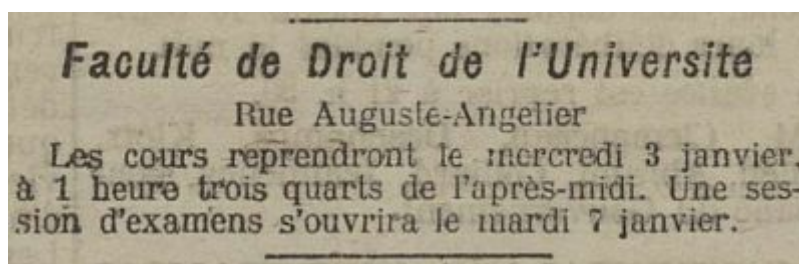 Faculté de Droit de l'Universite
Rue Auguste-Angelier
Les cours reprendront le mercredi 3 janvier.
à 1 heure trois quarts de l'après-midi. Une ses-
sion d'examens s'ouvrira le mardi 7 janvier.